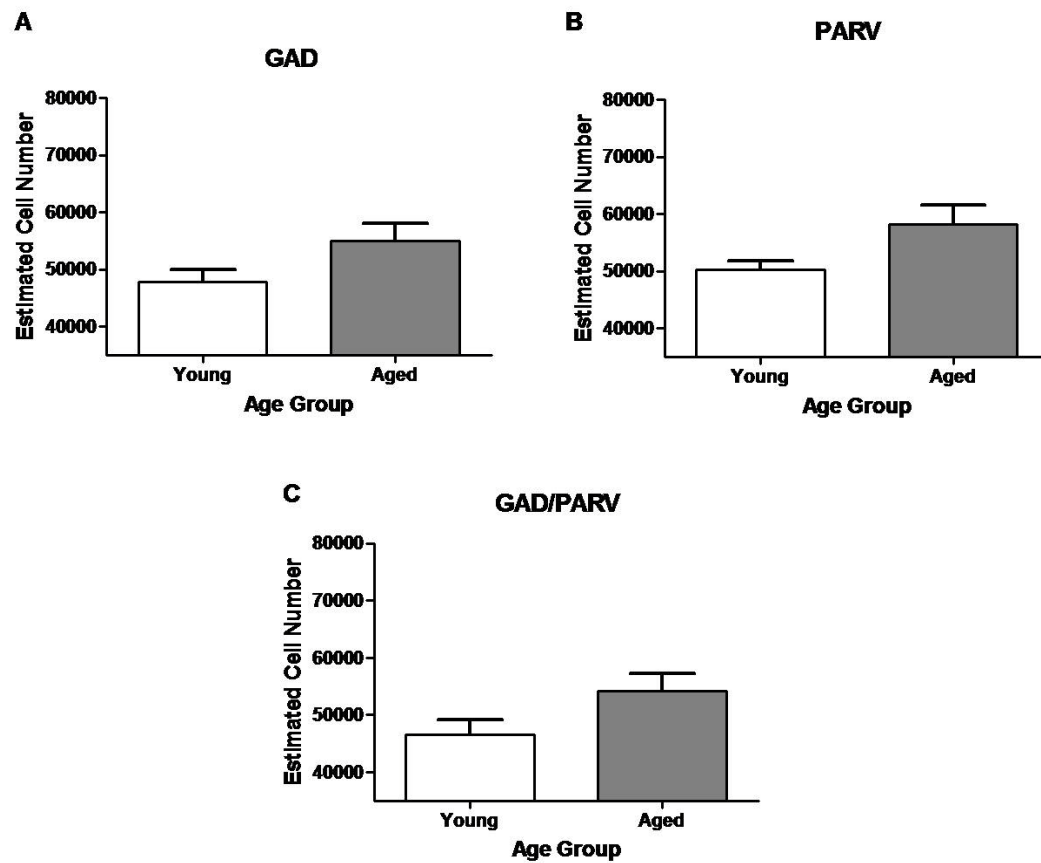 A
GAD
80000
70000
60000
50000
40000
Estimated Cell Number
Young
Aged
Age Group
B
PARV
80000
70000
60000
50000
40000
Estimated Cell Number
Young
Aged
Age Group
C
GAD/PARV
80000
70000
60000
50000
40000
Estimated Cell Number
Young
Aged
Age Group